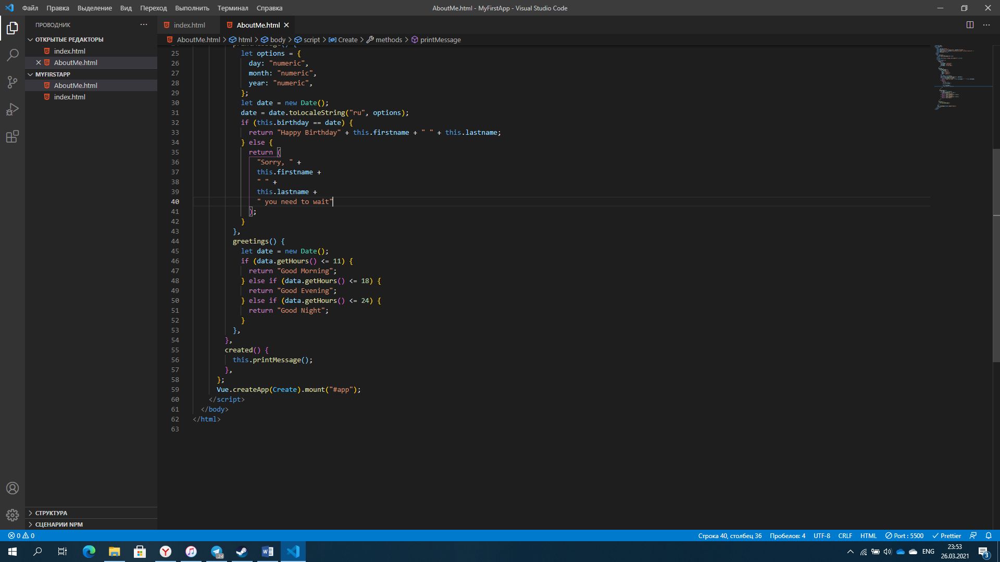 Файл Правка Выделение Вид Переход Выполнить Терминал Справка
AboutMe.html - MyFirstApp - Visual Studio Code
ПРОВОДНИК
ОТКРЫТЫЕ РЕДАКТОРЫ
index.html
AboutMe.html
MYFIRSTAPP
AboutMe.html
index.html
СТРУКТУРА
СЦЕНАРИИ NPM
index.html AboutMe.html
AboutMe.html > html > body > script > Create > methods > printMessage
25 let options = {
26 day: "numeric",
27 month: "numeric",
28 year: "numeric",
29 };
30 let date = new Date();
31 date = date.toLocaleString("ru", options);
32 if (this.birthday == date) {
33 return "Happy Birthday" + this.firstname + " " + this.lastname;
34 } else {
35 return (
36 "Sorry, " +
37 this.firstname +
38 " " +
39 this.lastname +
40 " you need to wait"
41 );
42 }
43 },
44 greetings() {
45 let date = new Date();
46 if (data.getHours() <= 11) {
47 return "Good Morning";
48 } else if (data.getHours() <= 18) {
49 return "Good Evening";
50 } else if (data.getHours() <= 24) {
51 return "Good Night";
52 }
53 },
54 },
55 created() {
56 this.printMessage();
57 },
58 };
59 Vue.createApp(Create).mount("#app");
60 </script>
61 </body>
62 </html>
63
0 0
Строка 40, столбец 36 Пробелов: 4 UTF-8 CRLF HTML Port : 5500 Prettier
24
ENG
23:53
26.03.2021
3